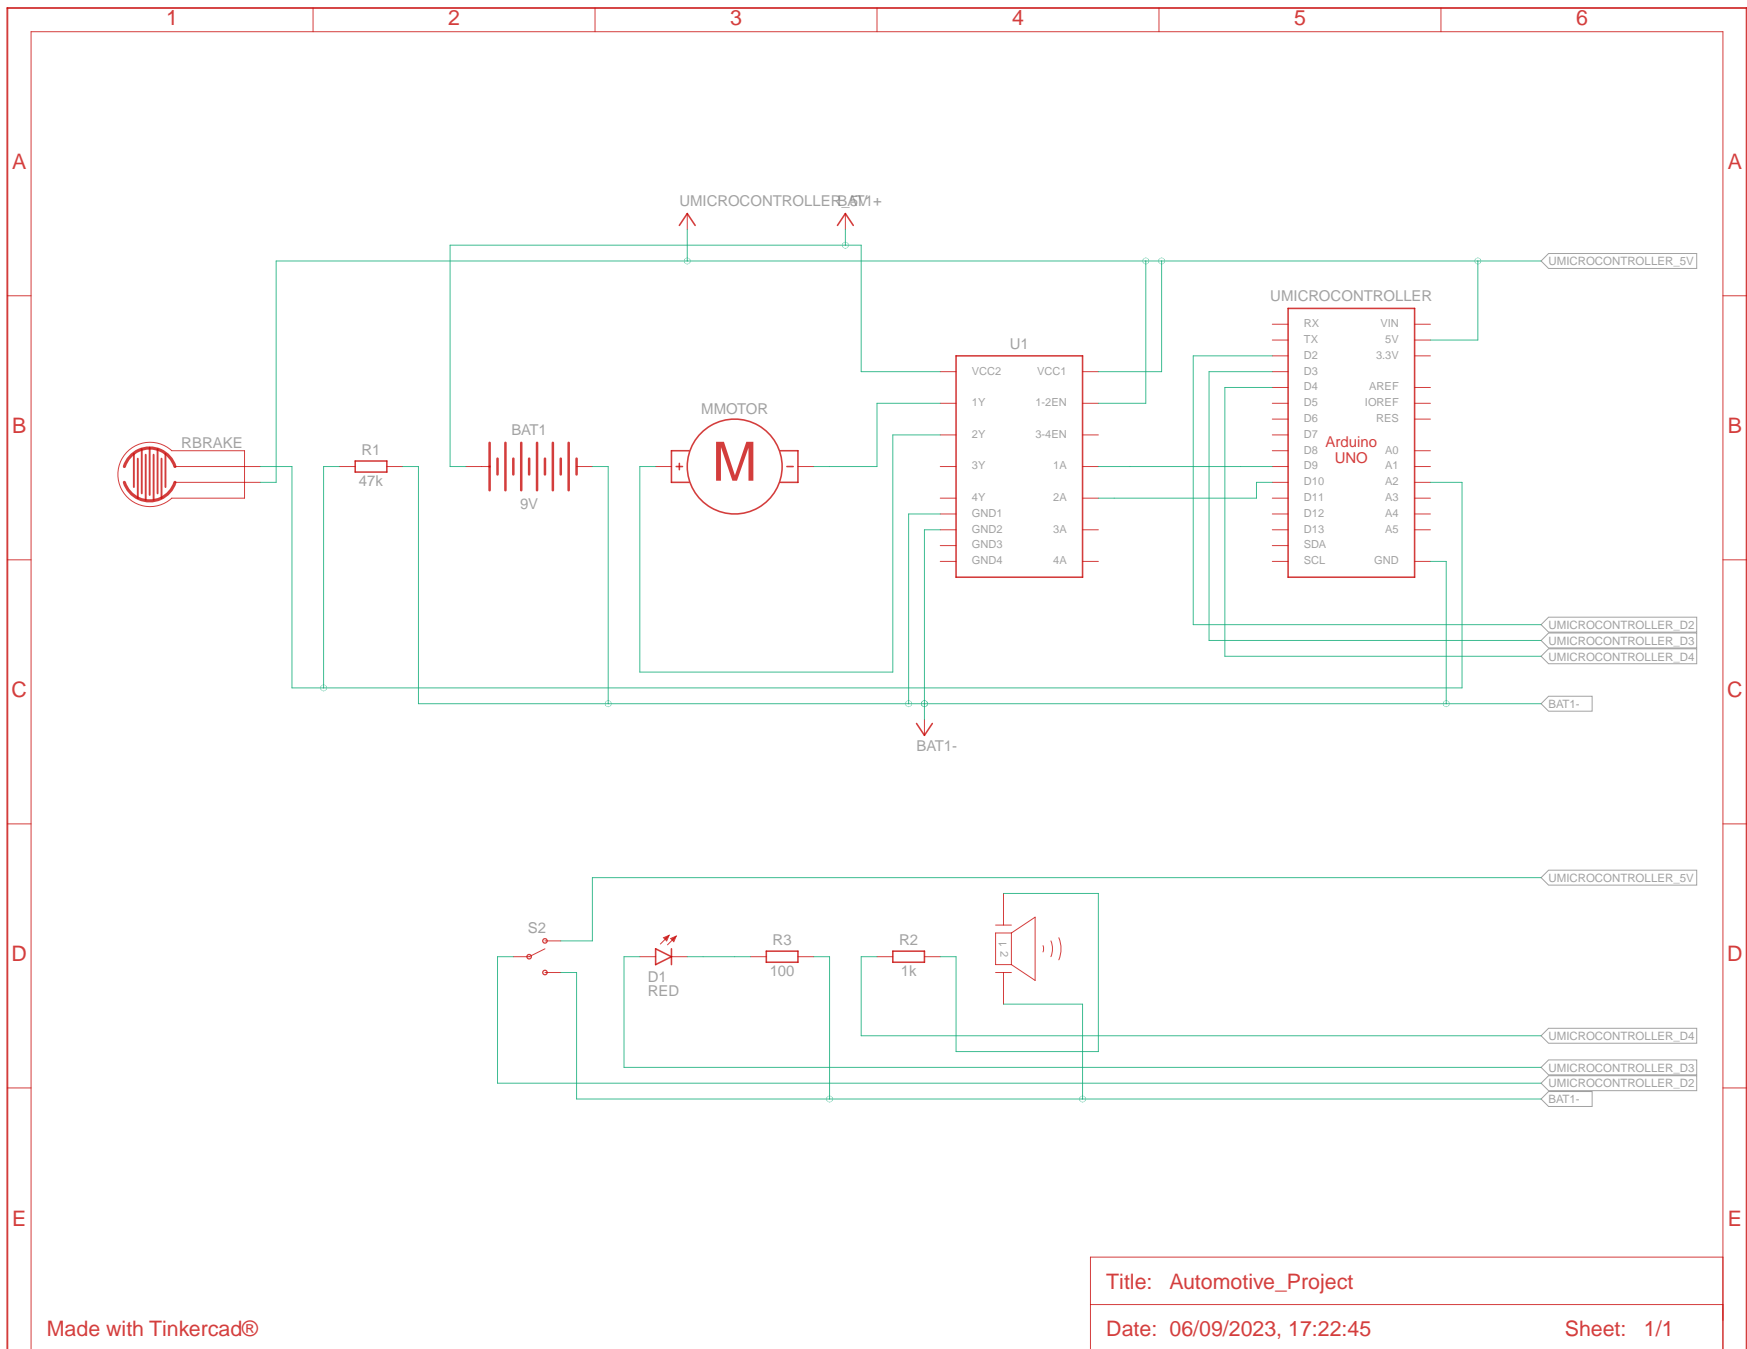 1 2 3 4 5 6
A A
UMICROCONTROLLER_5V BAT1+
UMICROCONTROLLER_5V
UMICROCONTROLLER
RX VIN
TX 5V
D2 3.3V
D3
D4 AREF
D5 IOREF
D6 RES
D7
D8 A0
D9 A1
D10 A2
D11 A3
D12 A4
D13 A5
SDA
SCL GND
Arduino
UNO
U1
VCC2 VCC1
1Y 1-2EN
2Y 3-4EN
3Y 1A
4Y 2A
GND1
GND2 3A
GND3
GND4 4A
B B
MMOTOR
+ M -
BAT1
9V
R1
47k
RBRAKE
UMICROCONTROLLER_D2
UMICROCONTROLLER_D3
UMICROCONTROLLER_D4
C C
BAT1-
BAT1-
UMICROCONTROLLER_5V
D D
S2
D1
RED
R3
100
R2
1k
1 2
UMICROCONTROLLER_D4
UMICROCONTROLLER_D3
UMICROCONTROLLER_D2
BAT1-
E E
Title: Automotive_Project
Made with Tinkercad®
Date: 06/09/2023, 17:22:45 Sheet: 1/1